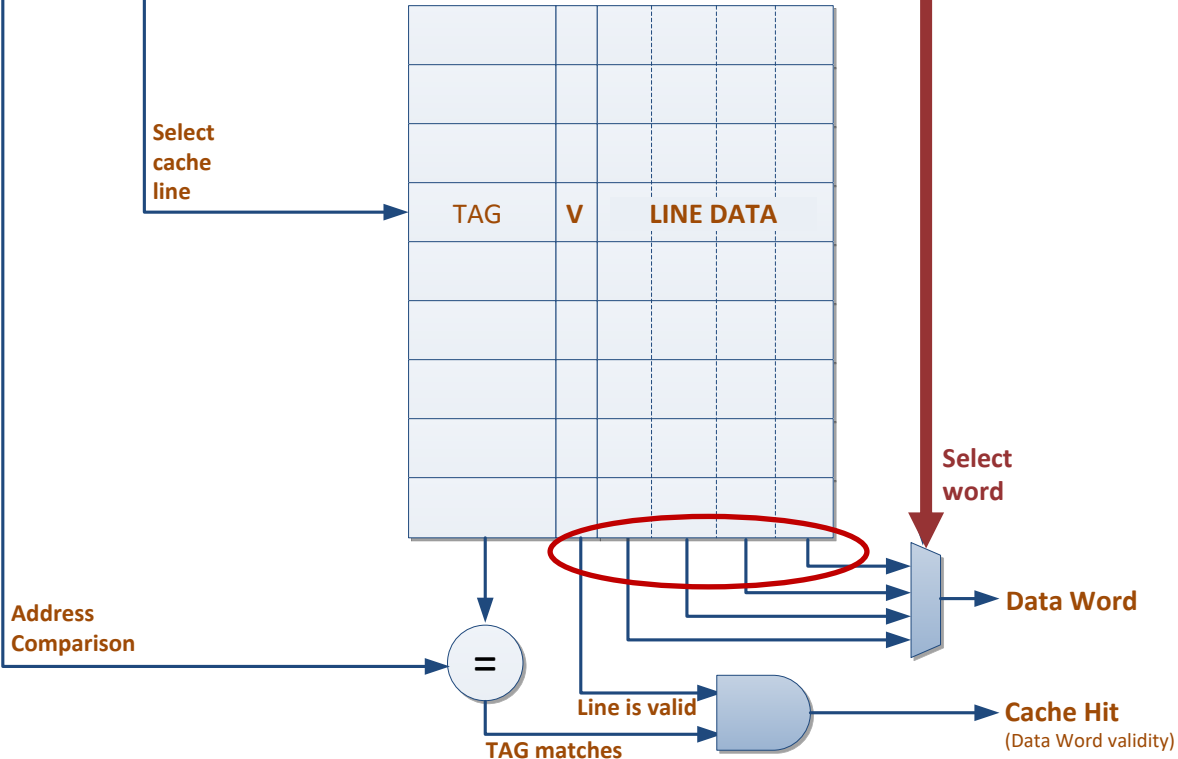 Select
cache
line
TAG V LINE DATA
Select
word
Data Word
Address
Comparison
=
Line is valid
Cache Hit
(Data Word validity)
TAG matches